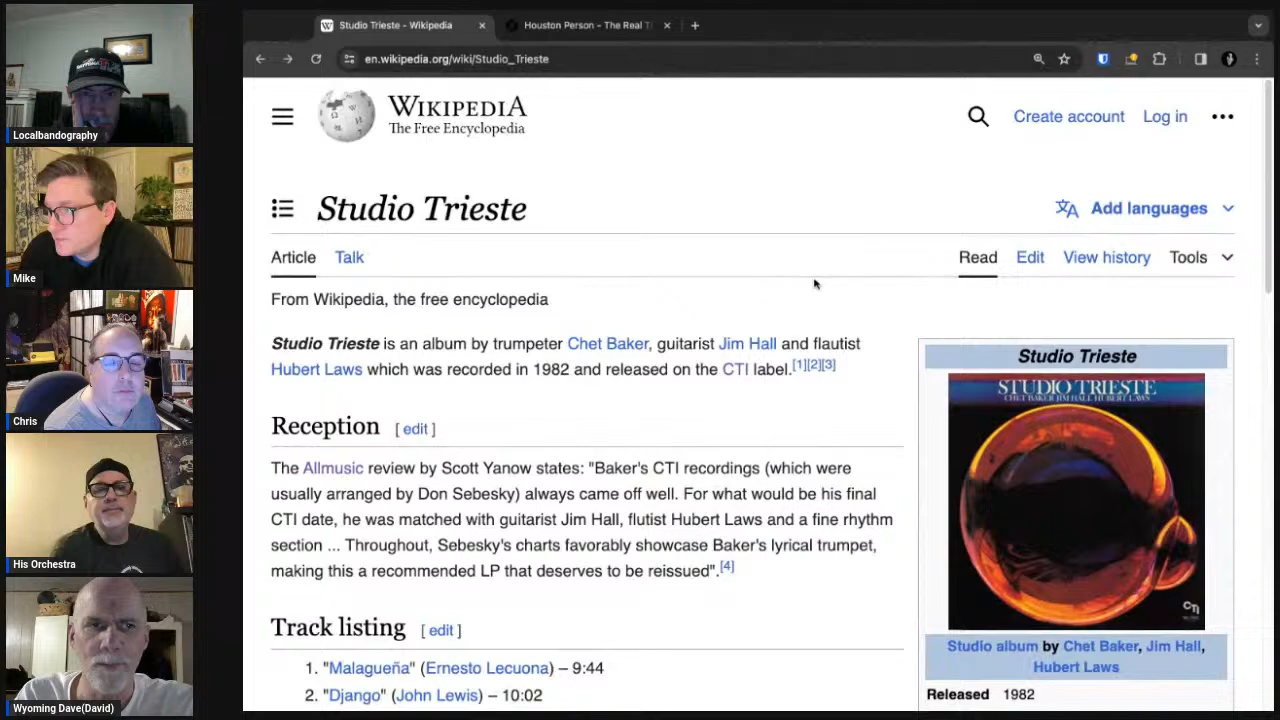 Localbandography
Mike
Chris
His Orchestra
Wyoming Dave(David)
Studio Trieste - Wikipedia
Houston Person - The Real T
en.wikipedia.org/wiki/Studio_Trieste
WIKIPEDIA
The Free Encyclopedia
Create account
Log in
Studio Trieste
Add languages
Article
Talk
Read
Edit
View history
Tools
From Wikipedia, the free encyclopedia
Studio Trieste is an album by trumpeter Chet Baker, guitarist Jim Hall and flautist
Hubert Laws which was recorded in 1982 and released on the CTI label.[1][2][3]
Reception [ edit ]
The Allmusic review by Scott Yanow states: "Baker's CTI recordings (which were
usually arranged by Don Sebesky) always came off well. For what would be his final
CTI date, he was matched with guitarist Jim Hall, flutist Hubert Laws and a fine rhythm
section ... Throughout, Sebesky's charts favorably showcase Baker's lyrical trumpet,
making this a recommended LP that deserves to be reissued".[4]
Track listing [ edit ]
1. "Malagueña" (Ernesto Lecuona) – 9:44
2. "Django" (John Lewis) – 10:02
Studio Trieste
STUDIO TRIESTE
CHET BAKER JIM HALL HUBERT LAWS
CTI
Studio album by Chet Baker, Jim Hall,
Hubert Laws
Released 1982